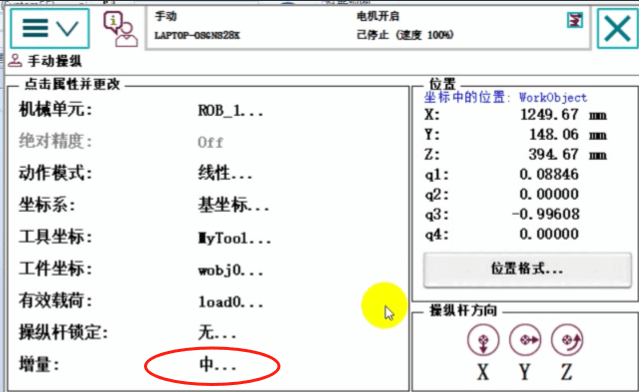 手动
电机开启
LAPTOP-O8GNS28K
已停止 (速度 100%)
手动操纵
点击属性并更改
机械单元: ROB_1...
绝对精度: Off
动作模式: 线性...
坐标系: 基坐标...
工具坐标: MyTool...
工件坐标: wobj0...
有效载荷: load0...
操纵杆锁定: 无...
增量: 中...
位置
坐标中的位置: WorkObject
X: 1249.67 mm
Y: 148.06 mm
Z: 394.67 mm
q1: 0.08846
q2: 0.00000
q3: -0.99608
q4: 0.00000
位置格式...
操纵杆方向
X Y Z